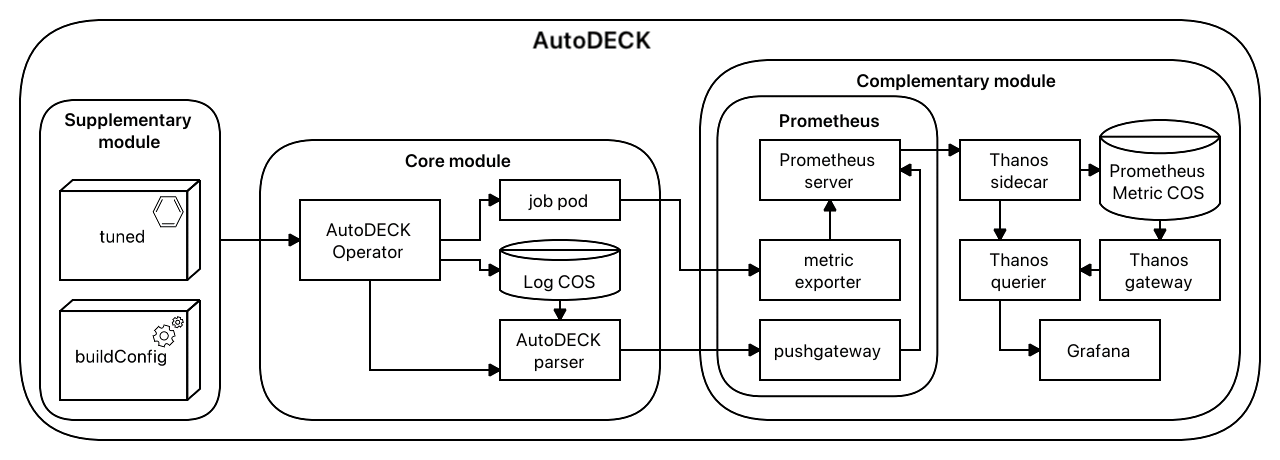 AutoDECK
Supplementary
module
tuned
buildConfig
Core module
AutoDECK
Operator
job pod
Log COS
AutoDECK
parser
Complementary module
Prometheus
Prometheus
server
metric
exporter
pushgateway
Thanos
sidecar
Prometheus
Metric COS
Thanos
querier
Thanos
gateway
Grafana